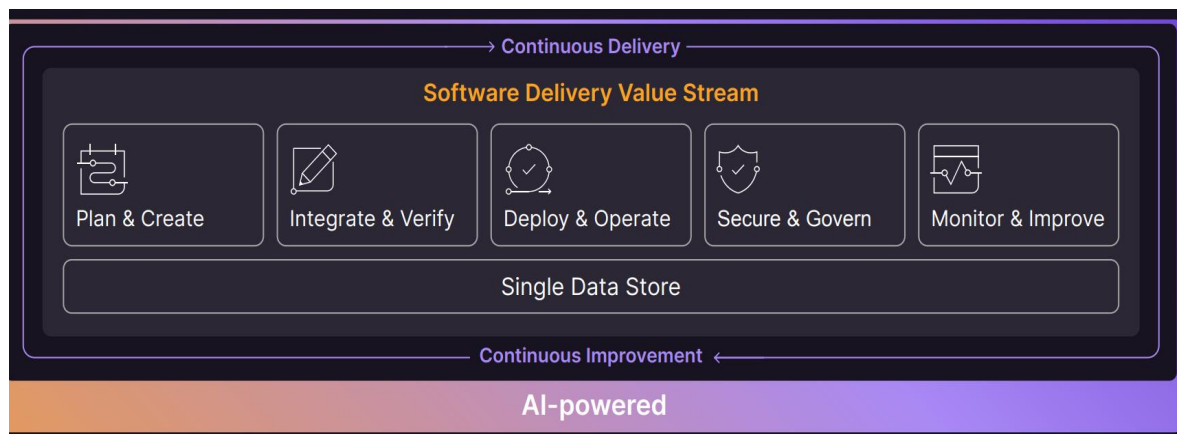 Continuous Delivery
Software Delivery Value Stream
Plan & Create
Integrate & Verify
Deploy & Operate
Secure & Govern
Monitor & Improve
Single Data Store
Continuous Improvement
AI-powered